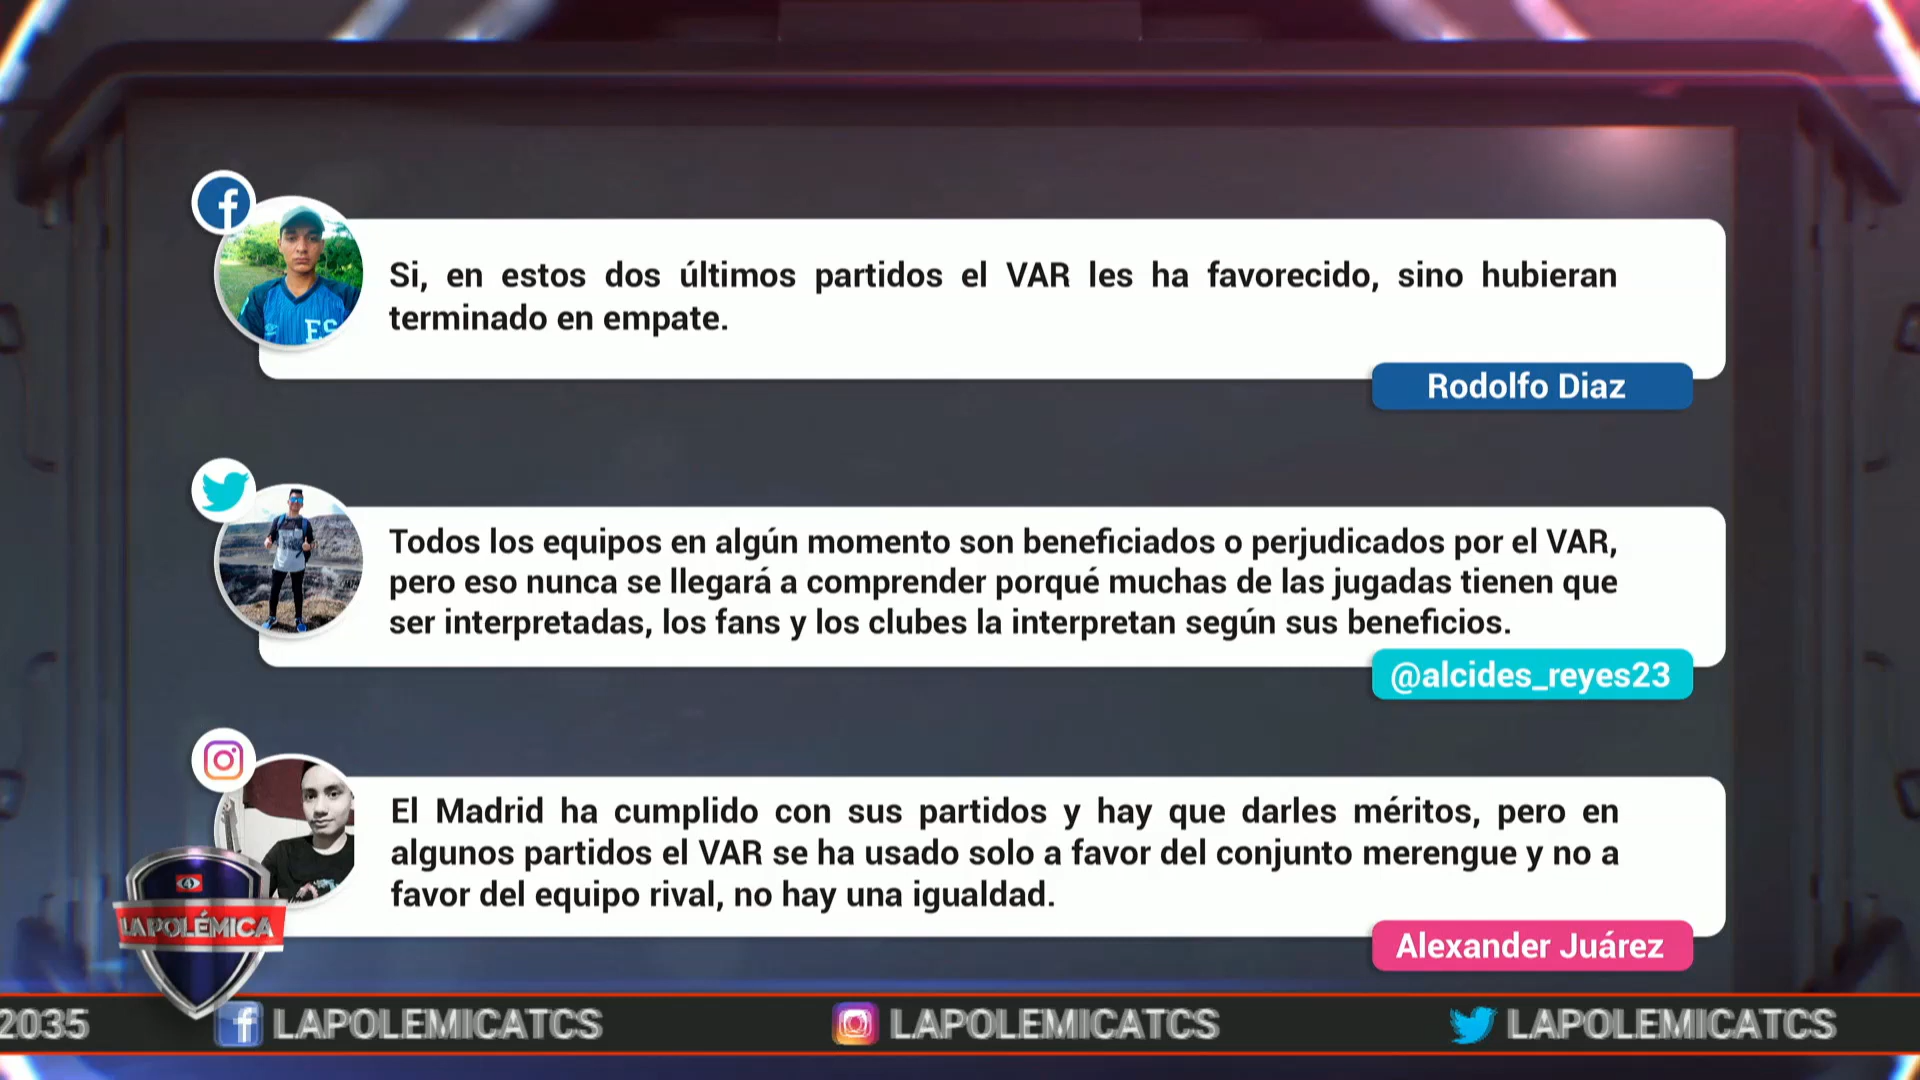 Si, en estos dos últimos partidos el VAR les ha favorecido, sino hubieran
terminado en empate.
Rodolfo Diaz
Todos los equipos en algún momento son beneficiados o perjudicados por el VAR,
pero eso nunca se llegará a comprender porqué muchas de las jugadas tienen que
ser interpretadas, los fans y los clubes la interpretan según sus beneficios.
@alcides_reyes23
El Madrid ha cumplido con sus partidos y hay que darles méritos, pero en
algunos partidos el VAR se ha usado solo a favor del conjunto merengue y no a
favor del equipo rival, no hay una igualdad.
Alexander Juárez
4
LA POLÉMICA
ES
2035 LAPOLEMICATCS LAPOLEMICATCS LAPOLEMICATCS